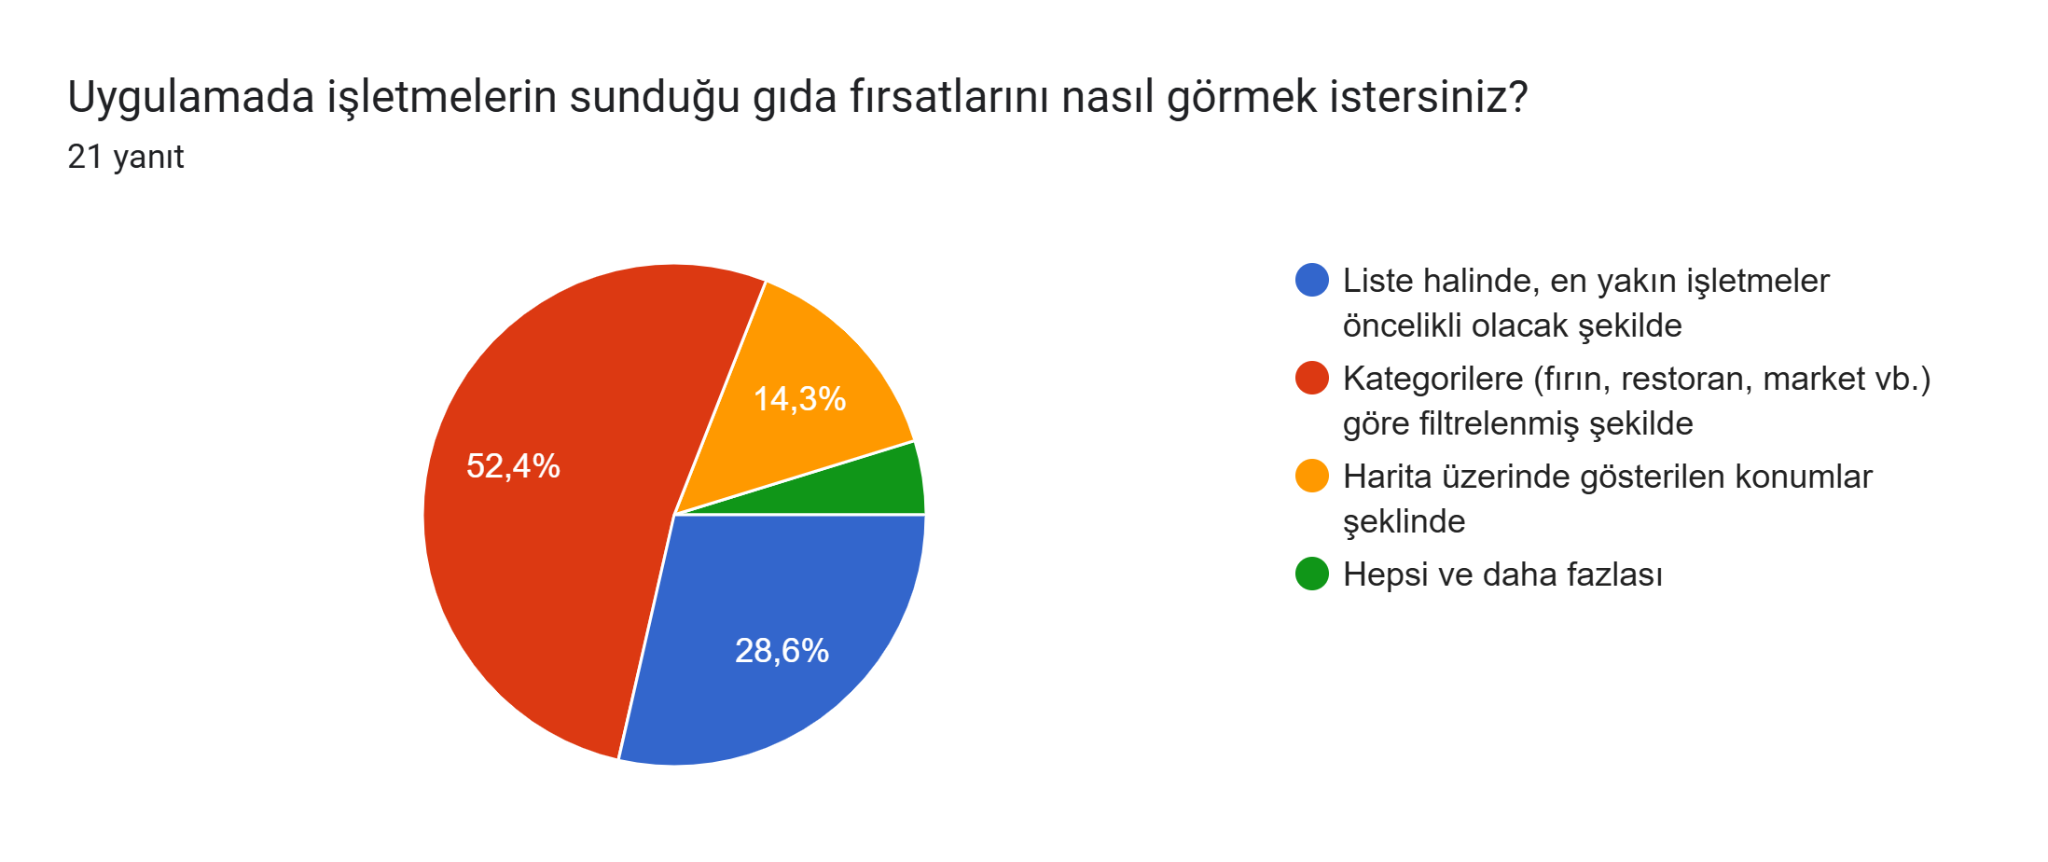 Uygulamada işletmelerin sunduğu gıda fırsatlarını nasıl görmek istersiniz?
21 yanıt
14,3%
52,4%
28,6%
Liste halinde, en yakın işletmeler
öncelikli olacak şekilde
Kategorilere (fırın, restoran, market vb.)
göre filtrelenmiş şekilde
Harita üzerinde gösterilen konumlar
şeklinde
Hepsi ve daha fazlası